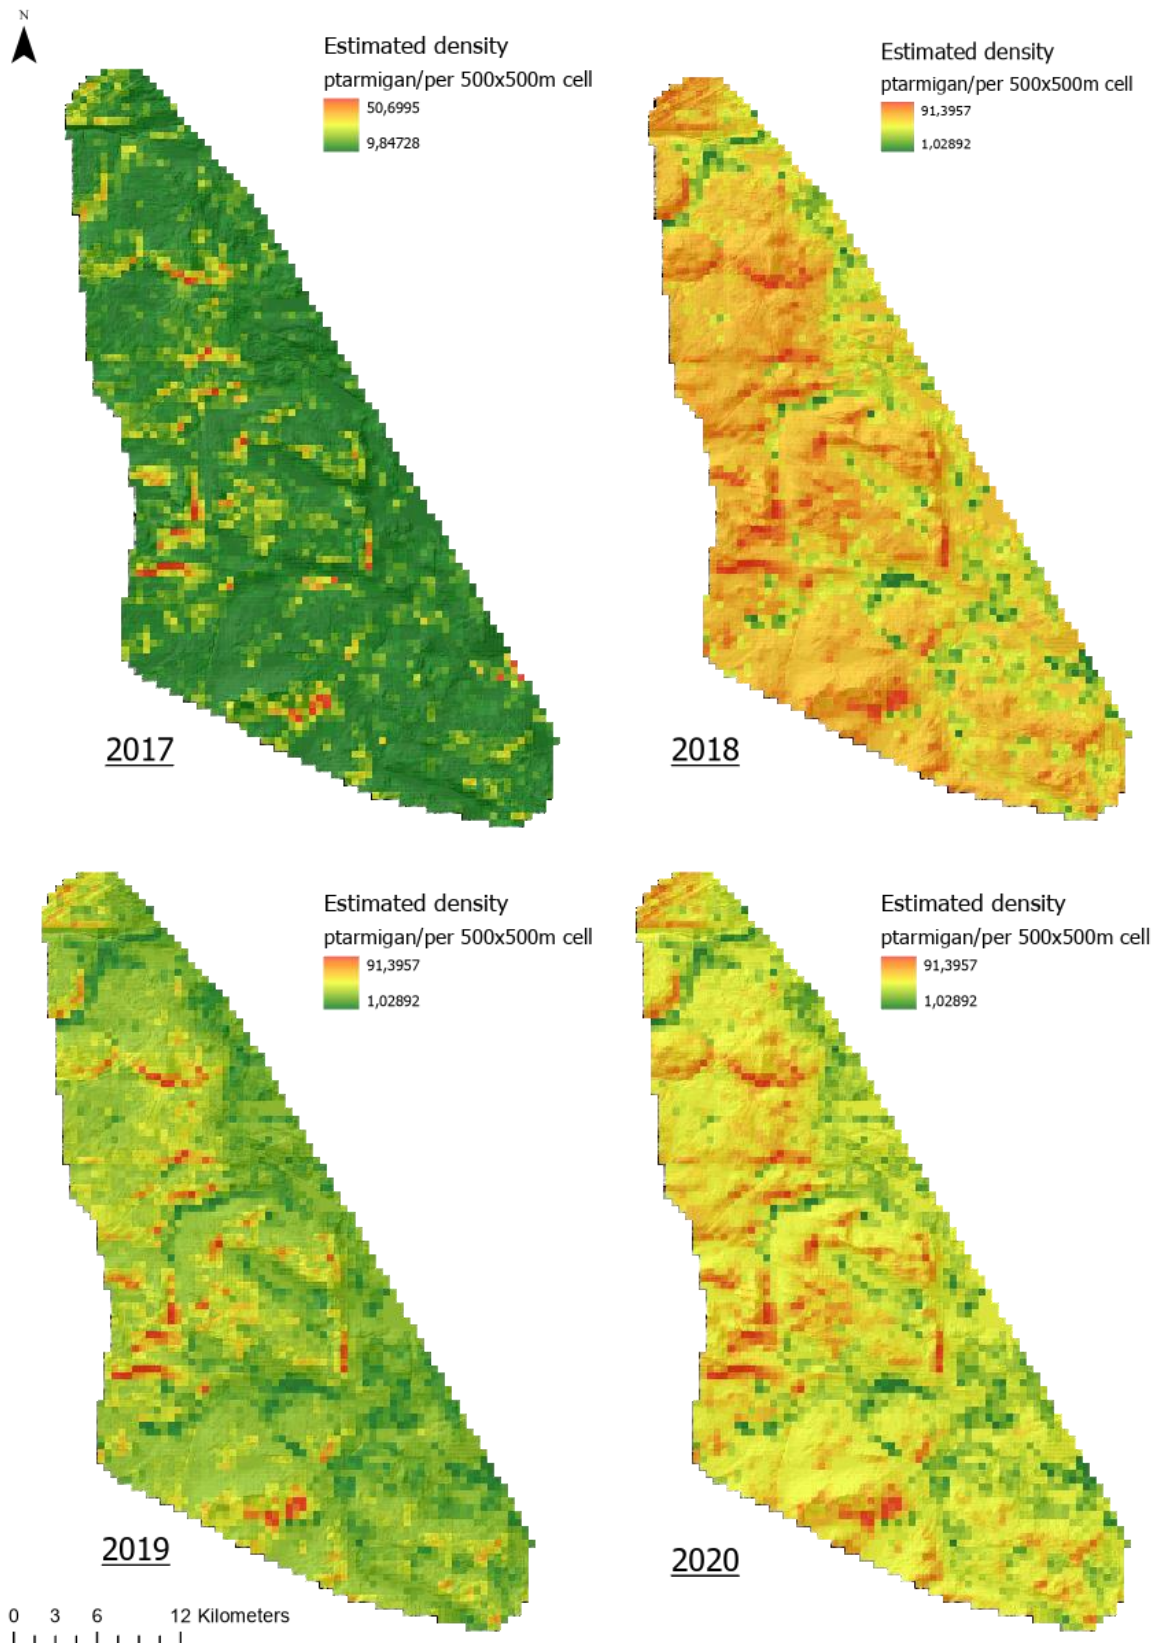 N
Estimated density
ptarmigan/per 500x500m cell
50,6995
9,84728
2017
Estimated density
ptarmigan/per 500x500m cell
91,3957
1,02892
2018
Estimated density
ptarmigan/per 500x500m cell
91,3957
1,02892
2019
Estimated density
ptarmigan/per 500x500m cell
91,3957
1,02892
2020
0 3 6 12 Kilometers